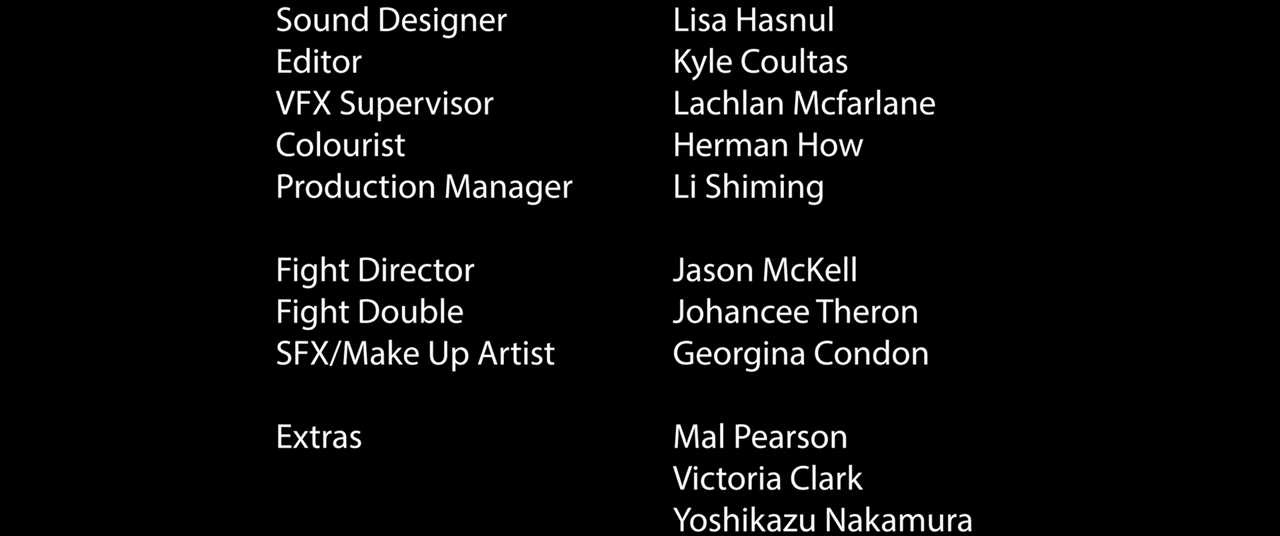 Sound Designer Lisa Hasnul
Editor Kyle Coultas
VFX Supervisor Lachlan Mcfarlane
Colourist Herman How
Production Manager Li Shiming
Fight Director Jason McKell
Fight Double Johancee Theron
SFX/Make Up Artist Georgina Condon
Extras Mal Pearson
Victoria Clark
Yoshikazu Nakamura